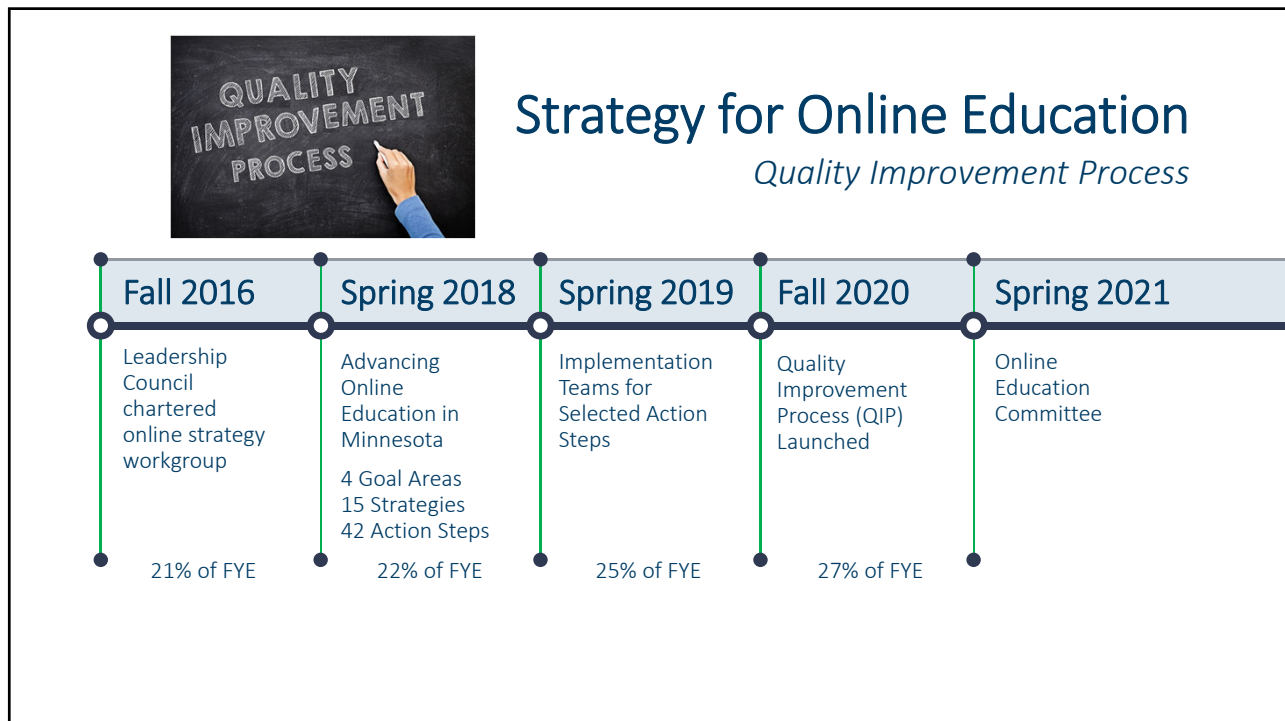 QUALITY
IMPROVEMENT
PROCESS
Strategy for Online Education
Quality Improvement Process
Fall 2016
Leadership
Council
chartered
online strategy
workgroup
21% of FYE
Spring 2018
Advancing
Online
Education in
Minnesota
4 Goal Areas
15 Strategies
42 Action Steps
22% of FYE
Spring 2019
Implementation
Teams for
Selected Action
Steps
25% of FYE
Fall 2020
Quality
Improvement
Process (QIP)
Launched
27% of FYE
Spring 2021
Online
Education
Committee